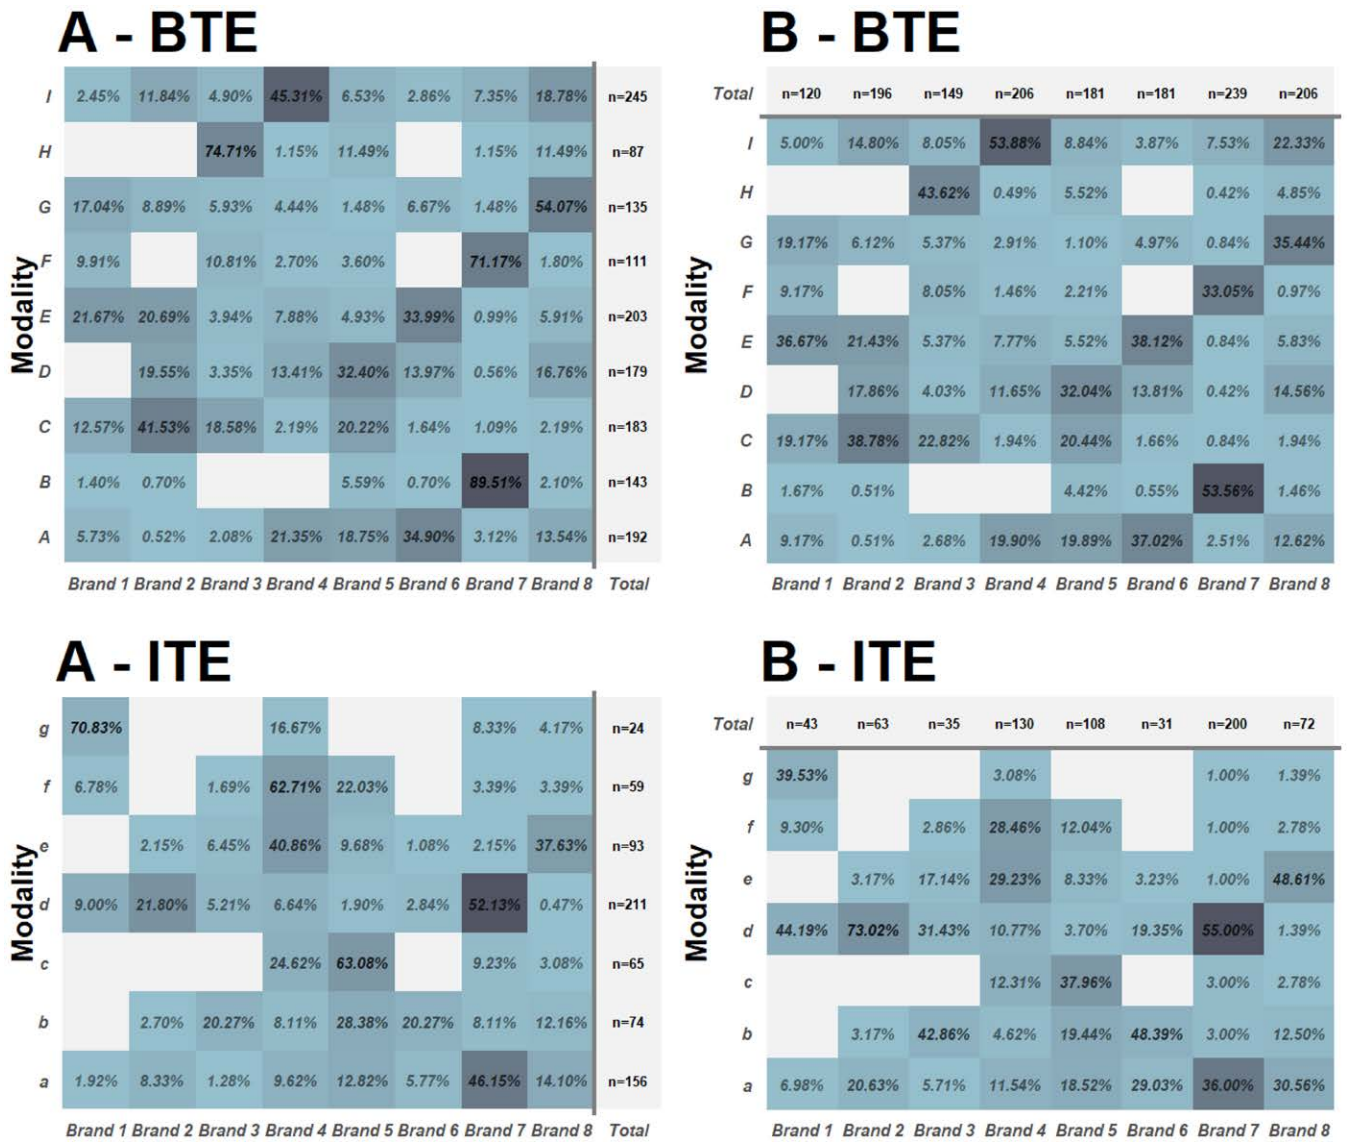 A - BTE
I 2.45% 11.84% 4.90% 45.31% 6.53% 2.86% 7.35% 18.78% n=245
H 74.71% 1.15% 11.49% 1.15% 11.49% n=87
G 17.04% 8.89% 5.93% 4.44% 1.48% 6.67% 1.48% 54.07% n=135
F 9.91% 10.81% 2.70% 3.60% 71.17% 1.80% n=111
E 21.67% 20.69% 3.94% 7.88% 4.93% 33.99% 0.99% 5.91% n=203
D 19.55% 3.35% 13.41% 32.40% 13.97% 0.56% 16.76% n=179
C 12.57% 41.53% 18.58% 2.19% 20.22% 1.64% 1.09% 2.19% n=183
B 1.40% 0.70% 5.59% 0.70% 89.51% 2.10% n=143
A 5.73% 0.52% 2.08% 21.35% 18.75% 34.90% 3.12% 13.54% n=192
Brand 1 Brand 2 Brand 3 Brand 4 Brand 5 Brand 6 Brand 7 Brand 8 Total
Modality
B - BTE
Total n=120 n=196 n=149 n=206 n=181 n=181 n=239 n=206
I 5.00% 14.80% 8.05% 53.88% 8.84% 3.87% 7.53% 22.33%
H 43.62% 0.49% 5.52% 0.42% 4.85%
G 19.17% 6.12% 5.37% 2.91% 1.10% 4.97% 0.84% 35.44%
F 9.17% 8.05% 1.46% 2.21% 33.05% 0.97%
E 36.67% 21.43% 5.37% 7.77% 5.52% 38.12% 0.84% 5.83%
D 17.86% 4.03% 11.65% 32.04% 13.81% 0.42% 14.56%
C 19.17% 38.78% 22.82% 1.94% 20.44% 1.66% 0.84% 1.94%
B 1.67% 0.51% 4.42% 0.55% 53.56% 1.46%
A 9.17% 0.51% 2.68% 19.90% 19.89% 37.02% 2.51% 12.62%
Brand 1 Brand 2 Brand 3 Brand 4 Brand 5 Brand 6 Brand 7 Brand 8
Modality
A - ITE
g 70.83% 16.67% 8.33% 4.17% n=24
f 6.78% 1.69% 62.71% 22.03% 3.39% 3.39% n=59
e 2.15% 6.45% 40.86% 9.68% 1.08% 2.15% 37.63% n=93
d 9.00% 21.80% 5.21% 6.64% 1.90% 2.84% 52.13% 0.47% n=211
c 24.62% 63.08% 9.23% 3.08% n=65
b 2.70% 20.27% 8.11% 28.38% 20.27% 8.11% 12.16% n=74
a 1.92% 8.33% 1.28% 9.62% 12.82% 5.77% 46.15% 14.10% n=156
Brand 1 Brand 2 Brand 3 Brand 4 Brand 5 Brand 6 Brand 7 Brand 8 Total
Modality
B - ITE
Total n=43 n=63 n=35 n=130 n=108 n=31 n=200 n=72
g 39.53% 3.08% 1.00% 1.39%
f 9.30% 2.86% 28.46% 12.04% 1.00% 2.78%
e 3.17% 17.14% 29.23% 8.33% 3.23% 1.00% 48.61%
d 44.19% 73.02% 31.43% 10.77% 3.70% 19.35% 55.00% 1.39%
c 12.31% 37.96% 3.00% 2.78%
b 3.17% 42.86% 4.62% 19.44% 48.39% 3.00% 12.50%
a 6.98% 20.63% 5.71% 11.54% 18.52% 29.03% 36.00% 30.56%
Brand 1 Brand 2 Brand 3 Brand 4 Brand 5 Brand 6 Brand 7 Brand 8
Modality